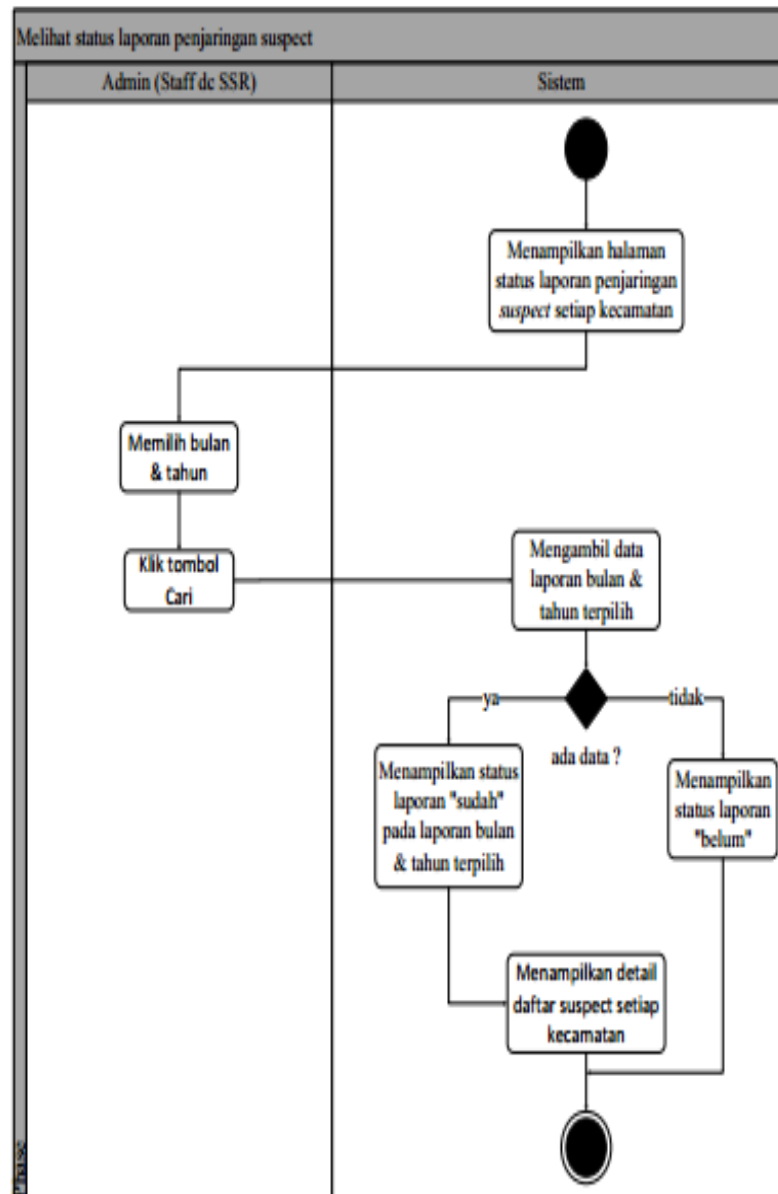 Melihat status laporan penjaringan suspect
Admin (Staff dc SSR)
Sistem
Menampilkan halaman
status laporan penjaringan
suspect setiap kecamatan
Memilih bulan
& tahun
Klik tombol
Cari
Mengambil data
laporan bulan &
tahun terpilih
ya
tidak
ada data ?
Menampilkan status
laporan "sudah"
pada laporan bulan
& tahun terpilih
Menampilkan
status laporan
"belum"
Menampilkan detail
daftar suspect setiap
kecamatan
Phase